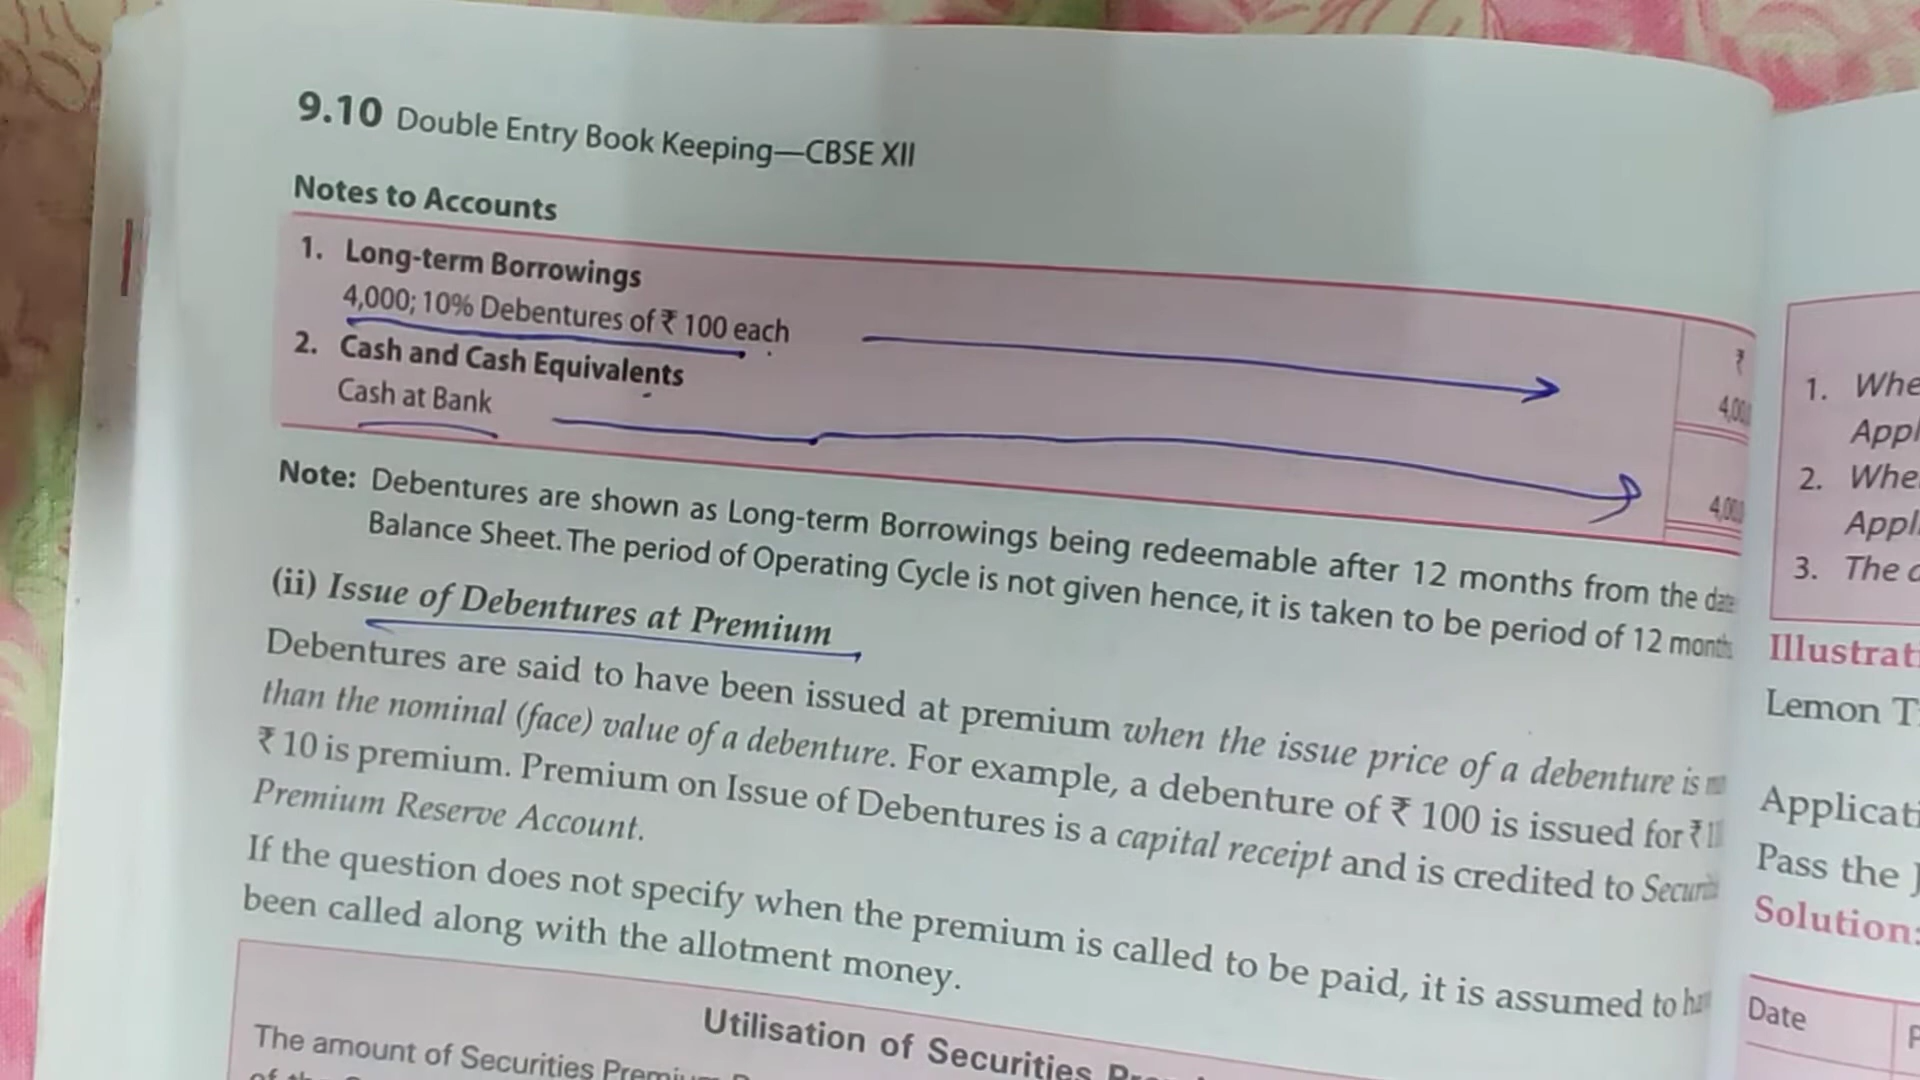 9.10 Double Entry Book Keeping—CBSE XII
Notes to Accounts
1. Long-term Borrowings
₹
4,000; 10% Debentures of ₹ 100 each
2. Cash and Cash Equivalents
Cash at Bank
Note: Debentures are shown as Long-term Borrowings being redeemable after 12 months from the date
Balance Sheet. The period of Operating Cycle is not given hence, it is taken to be period of 12 months
(ii) Issue of Debentures at Premium
Debentures are said to have been issued at premium when the issue price of a debenture is
than the nominal (face) value of a debenture. For example, a debenture of ₹ 100 is issued for ₹
₹ 10 is premium. Premium on Issue of Debentures is a capital receipt and is credited to
Premium Reserve Account.
If the question does not specify when the premium is called to be paid, it is assumed to
been called along with the allotment money.
Utilisation of Securities
The amount of Securities
1. Whe
Appl
2. Whe
Appl
3. The
Illustrati
Lemon T
Applicati
Pass the J
Solution:
Date